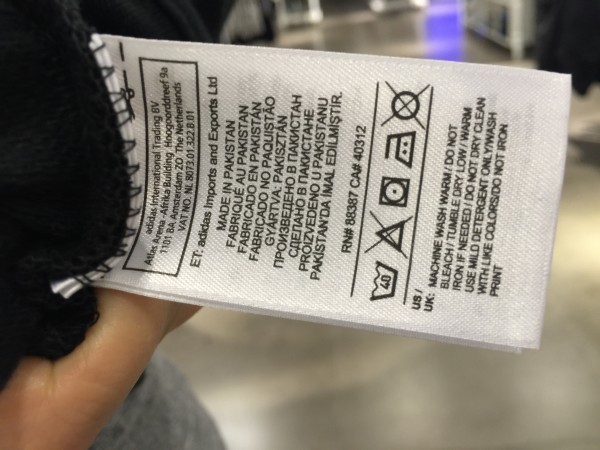 adidas International Trading BV
Atlas Arena -Afrika Building, Hoogoorddreef 9a
1101 BA Amsterdam ZO The Netherlands
VAT NO. NL 8073.01.322.B.01
ET: adidas Imports and Exports Ltd
MADE IN PAKISTAN
FABRIQUÉ AU PAKISTAN
FABRICADO EN PAKISTÁN
FABRICADO NO PAQUISTÃO
GYÁRTVA: PAKISZTÁN
ПРОИЗВЕДЕНО В ПАКИСТАН
СДЕЛАНО В ПАКИСТАНЕ
PROIZVEDENO U PAKISTANU
PAKİSTAN'DA İMAL EDİLMİŞTİR.
RN# 88387 CA# 40312
40
US /
UK: MACHINE WASH WARM / DO NOT
BLEACH / TUMBLE DRY LOW / WARM
IRON IF NEEDED / DO NOT DRY CLEAN
USE MILD DETERGENT ONLY/WASH
WITH LIKE COLORS/DO NOT IRON
PRINT